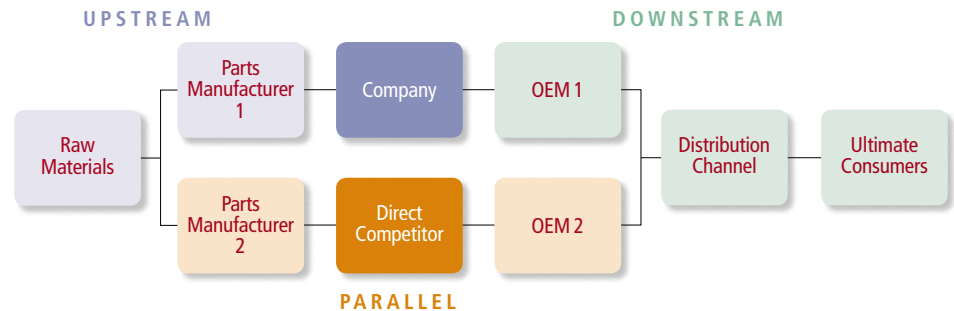 UPSTREAM
DOWNSTREAM
Parts
Manufacturer
1
Company
OEM 1
Raw
Materials
Distribution
Channel
Ultimate
Consumers
Parts
Manufacturer
2
Direct
Competitor
OEM 2
PARALLEL